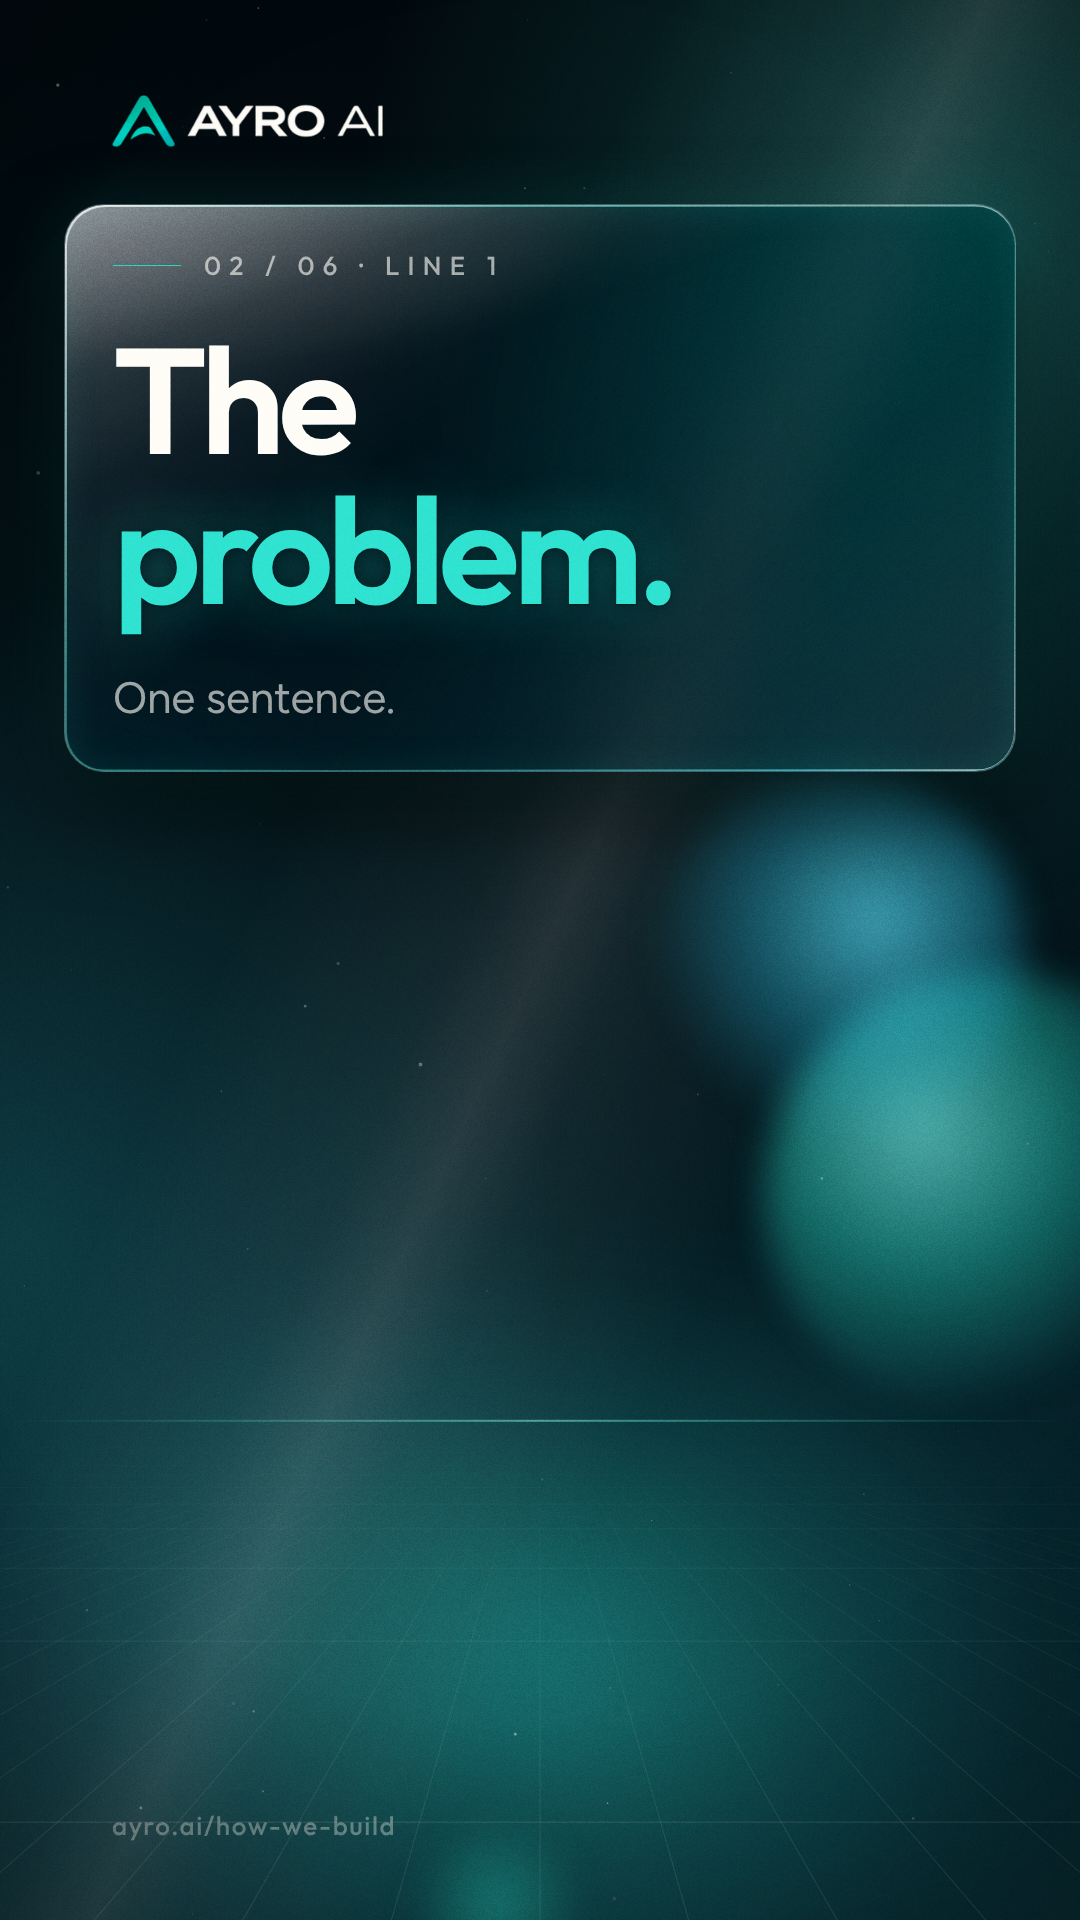 AYRO AI
02 / 06 · LINE 1
The
problem.
One sentence.
ayro.ai/how-we-build